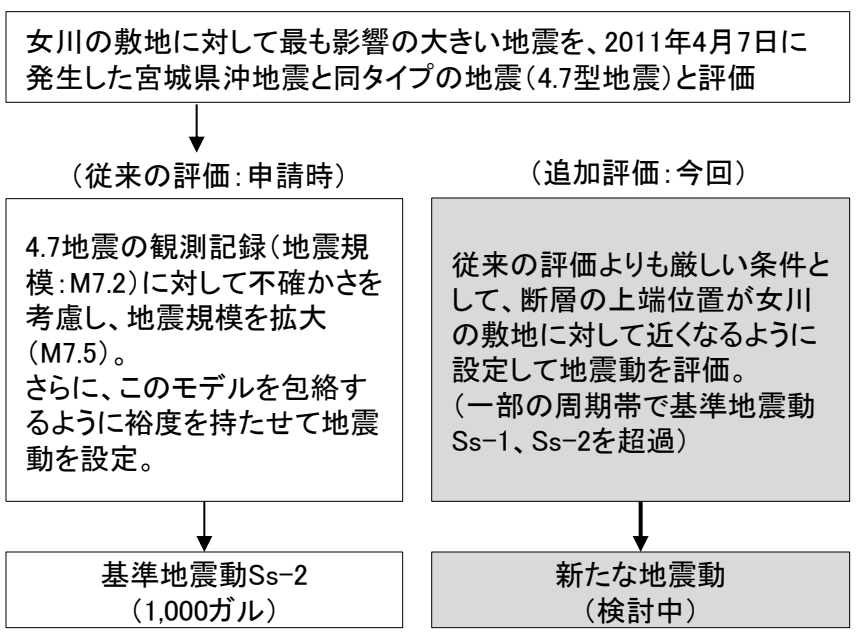 女川の敷地に対して最も影響の大きい地震を、2011年4月7日に
発生した宮城県沖地震と同タイプの地震（4.7型地震）と評価
（従来の評価：申請時）
4.7地震の観測記録（地震規
模：M7.2）に対して不確かさを
考慮し、地震規模を拡大
（M7.5）。
さらに、このモデルを包絡す
るように裕度を持たせて地震
動を設定。
基準地震動Ss-2
（1,000ガル）
（追加評価：今回）
従来の評価よりも厳しい条件と
して、断層の上端位置が女川
の敷地に対して近くなるように
設定して地震動を評価。
（一部の周期帯で基準地震動
Ss-1、Ss-2を超過）
新たな地震動
（検討中）